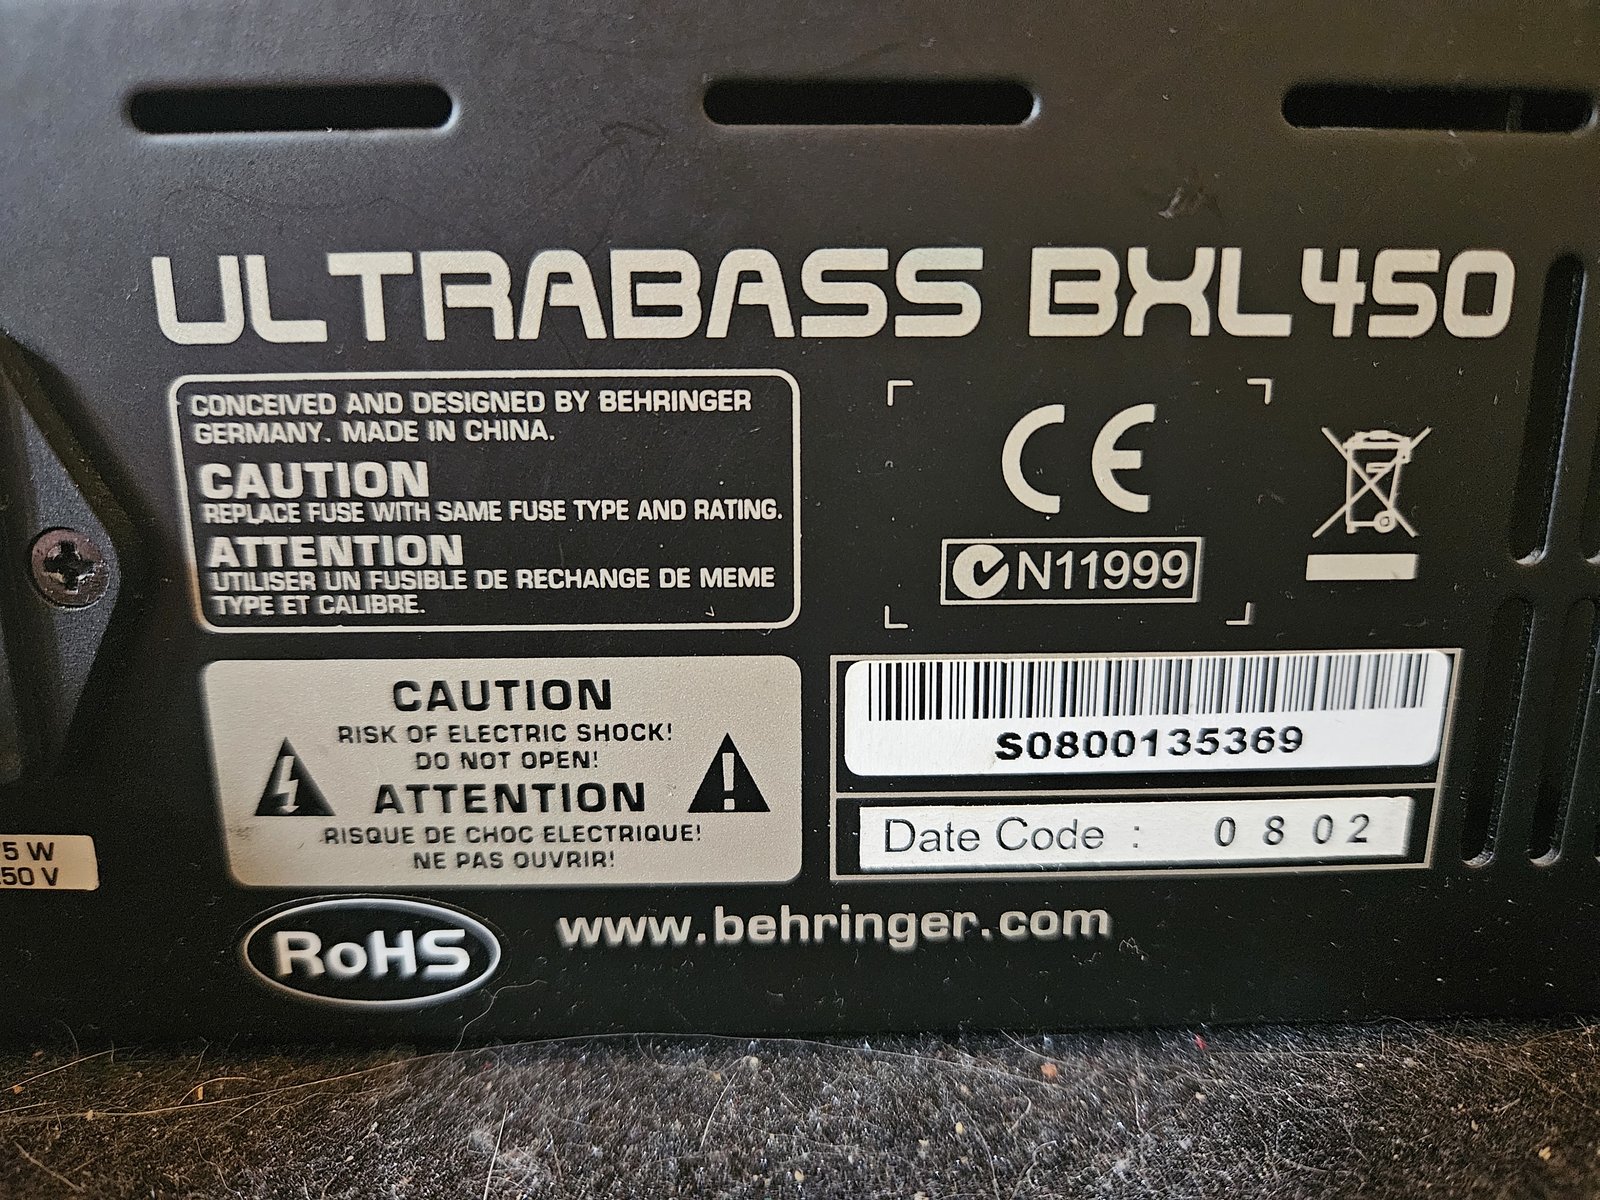 ULTRABASS BXL450
CONCEIVED AND DESIGNED BY BEHRINGER
GERMANY. MADE IN CHINA.
CAUTION
REPLACE FUSE WITH SAME FUSE TYPE AND RATING.
ATTENTION
UTILISER UN FUSIBLE DE RECHANGE DE MEME
TYPE ET CALIBRE.
CE
N11999
CAUTION
RISK OF ELECTRIC SHOCK!
DO NOT OPEN!
ATTENTION
RISQUE DE CHOC ELECTRIQUE!
NE PAS OUVRIR!
S0800135369
Date Code : 0802
5 W
50 V
RoHS
www.behringer.com